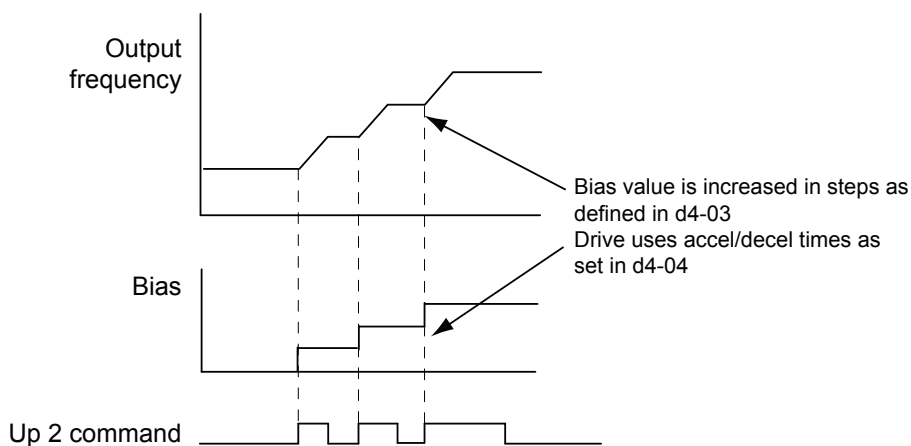 Output
frequency
Bias value is increased in steps as
defined in d4-03
Drive uses accel/decel times as
set in d4-04
Bias
Up 2 command